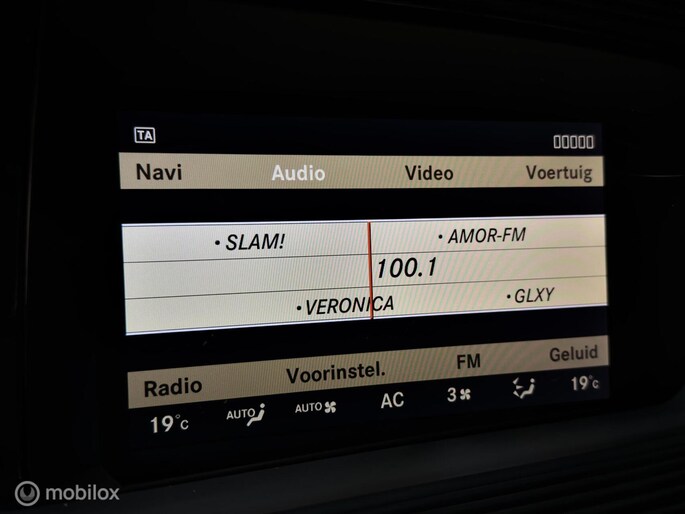 TA
Navi Audio Video Voertuig
• SLAM! • AMOR-FM
100.1
• VERONICA • GLXY
Radio Voorinstel. FM Geluid
19°C AUTO AUTO AC 3 19°C
mobilox